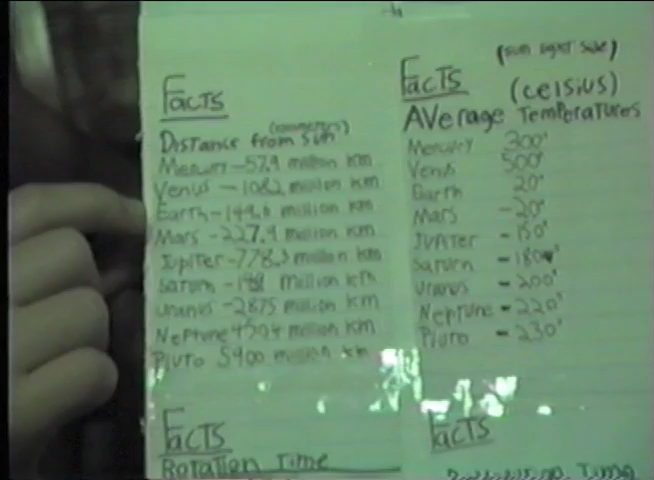 Facts
Distance from sun
Mercury - 57.9 million km
Venus - 108.2 million km
Earth - 149.6 million km
Mars - 227.9 million km
Jupiter - 778.3 million km
Saturn - million km
Uranus - 2875 million km
Neptune million km
Pluto 5900 million km
Facts
Rotation Time
(sun light side)
Facts
(celsius)
Average Temperatures
Mercury 300°
Venus 500°
Earth 20°
Mars -20°
Jupiter -150°
Saturn -180°
Uranus -200°
Neptune -220°
Pluto -230°
Facts
Time